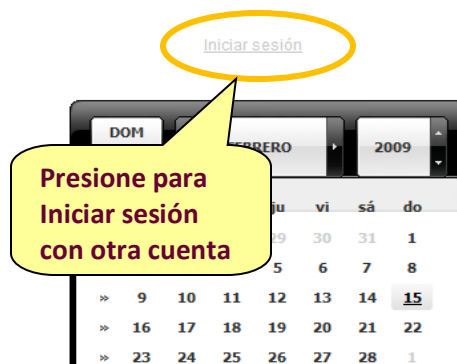 Iniciar sesión
DOM
2009
Presione para
Iniciar sesión
con otra cuenta
ju vi sá do
29 30 31 1
5 6 7 8
» 9 10 11 12 13 14 15
» 16 17 18 19 20 21 22
» 23 24 25 26 27 28 1